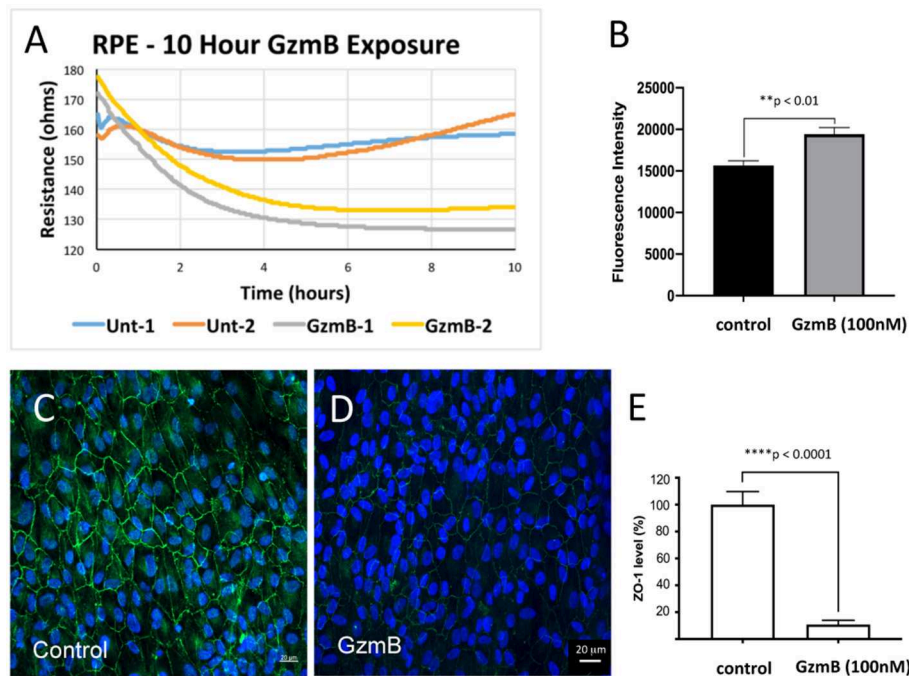 A
RPE - 10 Hour GzmB Exposure
Resistance (ohms)
180
170
160
150
140
130
120
0 2 4 6 8 10
Time (hours)
Unt-1 Unt-2 GzmB-1 GzmB-2
B
**p < 0.01
Fluorescence Intensity
25000
20000
15000
10000
5000
0
control GzmB (100nM)
C
Control
20 µm
D
GzmB
20 µm
E
****p < 0.0001
ZO-1 level (%)
120
100
80
60
40
20
control GzmB (100nM)